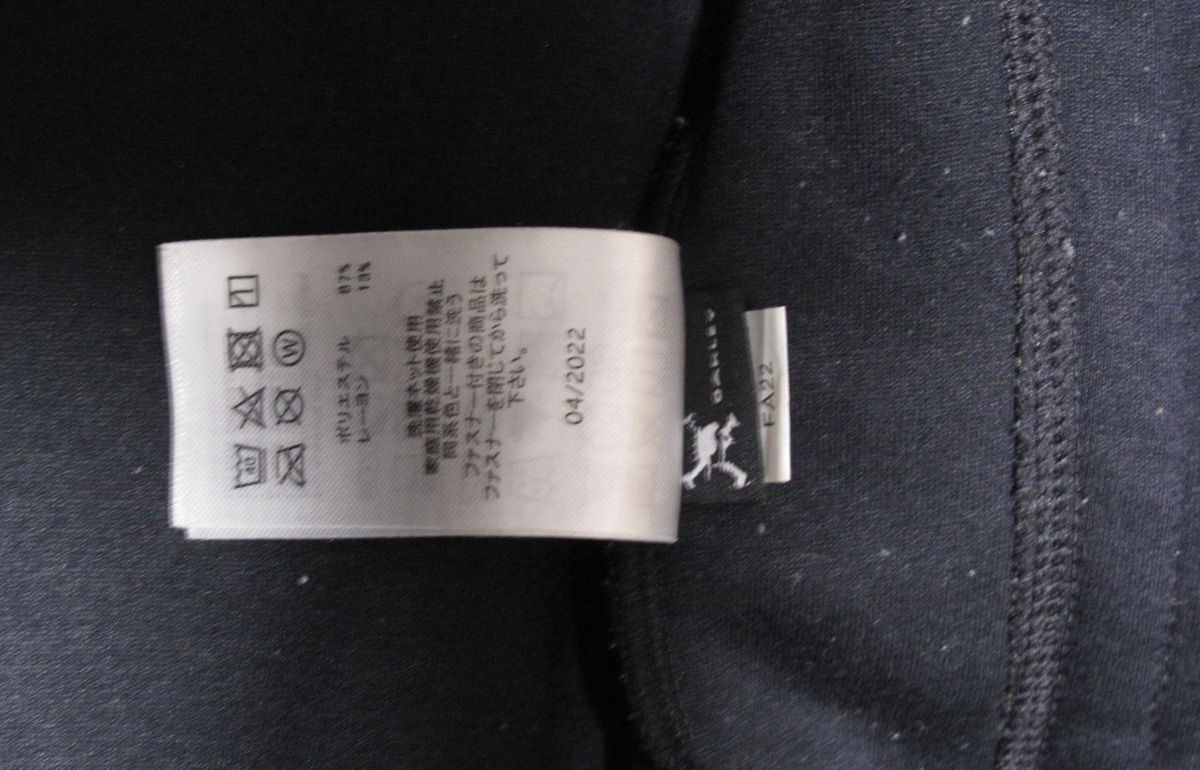 40
W
ポリエステル 87%
レーヨン 13%
洗濯ネット使用
家庭用乾燥機使用禁止
同系色と一緒に洗う
ファスナー付きの商品は
ファスナーを閉じてから洗って
下さい。
04/2022
OAKLEY
FA22